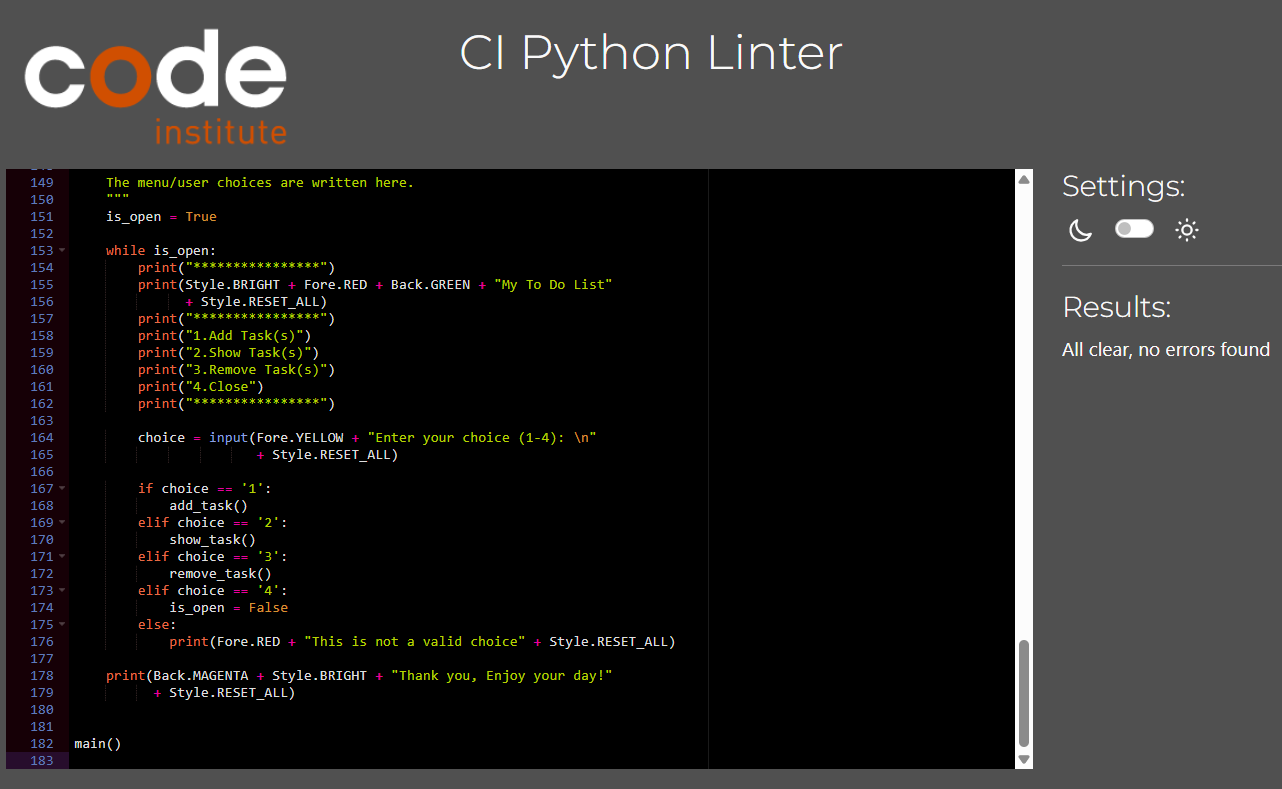 code
institute
CI Python Linter
149 The menu/user choices are written here.
150 """
151 is_open = True
152
153 while is_open:
154 print("****************")
155 print(Style.BRIGHT + Fore.RED + Back.GREEN + "My To Do List"
156 + Style.RESET_ALL)
157 print("****************")
158 print("1.Add Task(s)")
159 print("2.Show Task(s)")
160 print("3.Remove Task(s)")
161 print("4.Close")
162 print("****************")
163
164 choice = input(Fore.YELLOW + "Enter your choice (1-4): \n"
165 + Style.RESET_ALL)
166
167 if choice == '1':
168 add_task()
169 elif choice == '2':
170 show_task()
171 elif choice == '3':
172 remove_task()
173 elif choice == '4':
174 is_open = False
175 else:
176 print(Fore.RED + "This is not a valid choice" + Style.RESET_ALL)
177
178 print(Back.MAGENTA + Style.BRIGHT + "Thank you, Enjoy your day!"
179 + Style.RESET_ALL)
180
181
182 main()
183
Settings:
Results:
All clear, no errors found